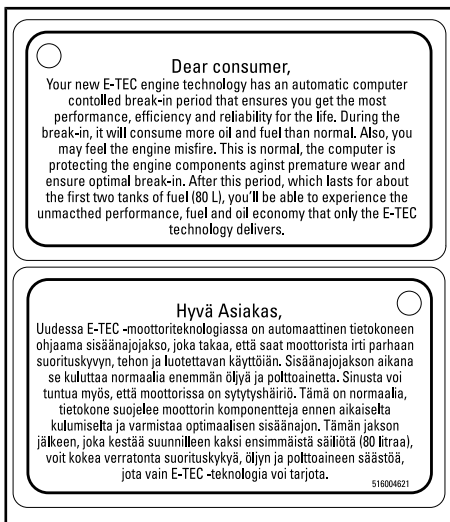 Dear consumer,
Your new E-TEC engine technology has an automatic computer
contolled break-in period that ensures you get the most
performance, efficiency and reliability for the life. During the
break-in, it will consume more oil and fuel than normal. Also, you
may feel the engine misfire. This is normal, the computer is
protecting the engine components aginst premature wear and
ensure optimal break-in. After this period, which lasts for about
the first two tanks of fuel (80 L), you'll be able to experience the
unmacthed performance, fuel and oil economy that only the E-TEC
technology delivers.
Hyvä Asiakas,
Uudessa E-TEC -moottoriteknologiassa on automaattinen tietokoneen
ohjaama sisäänajojakso, joka takaa, että saat moottorista irti parhaan
suorituskyvyn, tehon ja luotettavan käyttöiän. Sisäänajojakson aikana
se kuluttaa normaalia enemmän öljyä ja polttoainetta. Sinusta voi
tuntua myös, että moottorissa on sytytyshäiriö. Tämä on normaalia,
tietokone suojelee moottorin komponentteja ennen aikaiselta
kulumiselta ja varmistaa optimaalisen sisäänajon. Tämän jakson
jälkeen, joka kestää suunnilleen kaksi ensimmäistä säiliötä (80 litraa),
voit kokea verratonta suorituskykyä, öljyn ja polttoaineen säästöä,
jota vain E-TEC -teknologia voi tarjota.
516004621